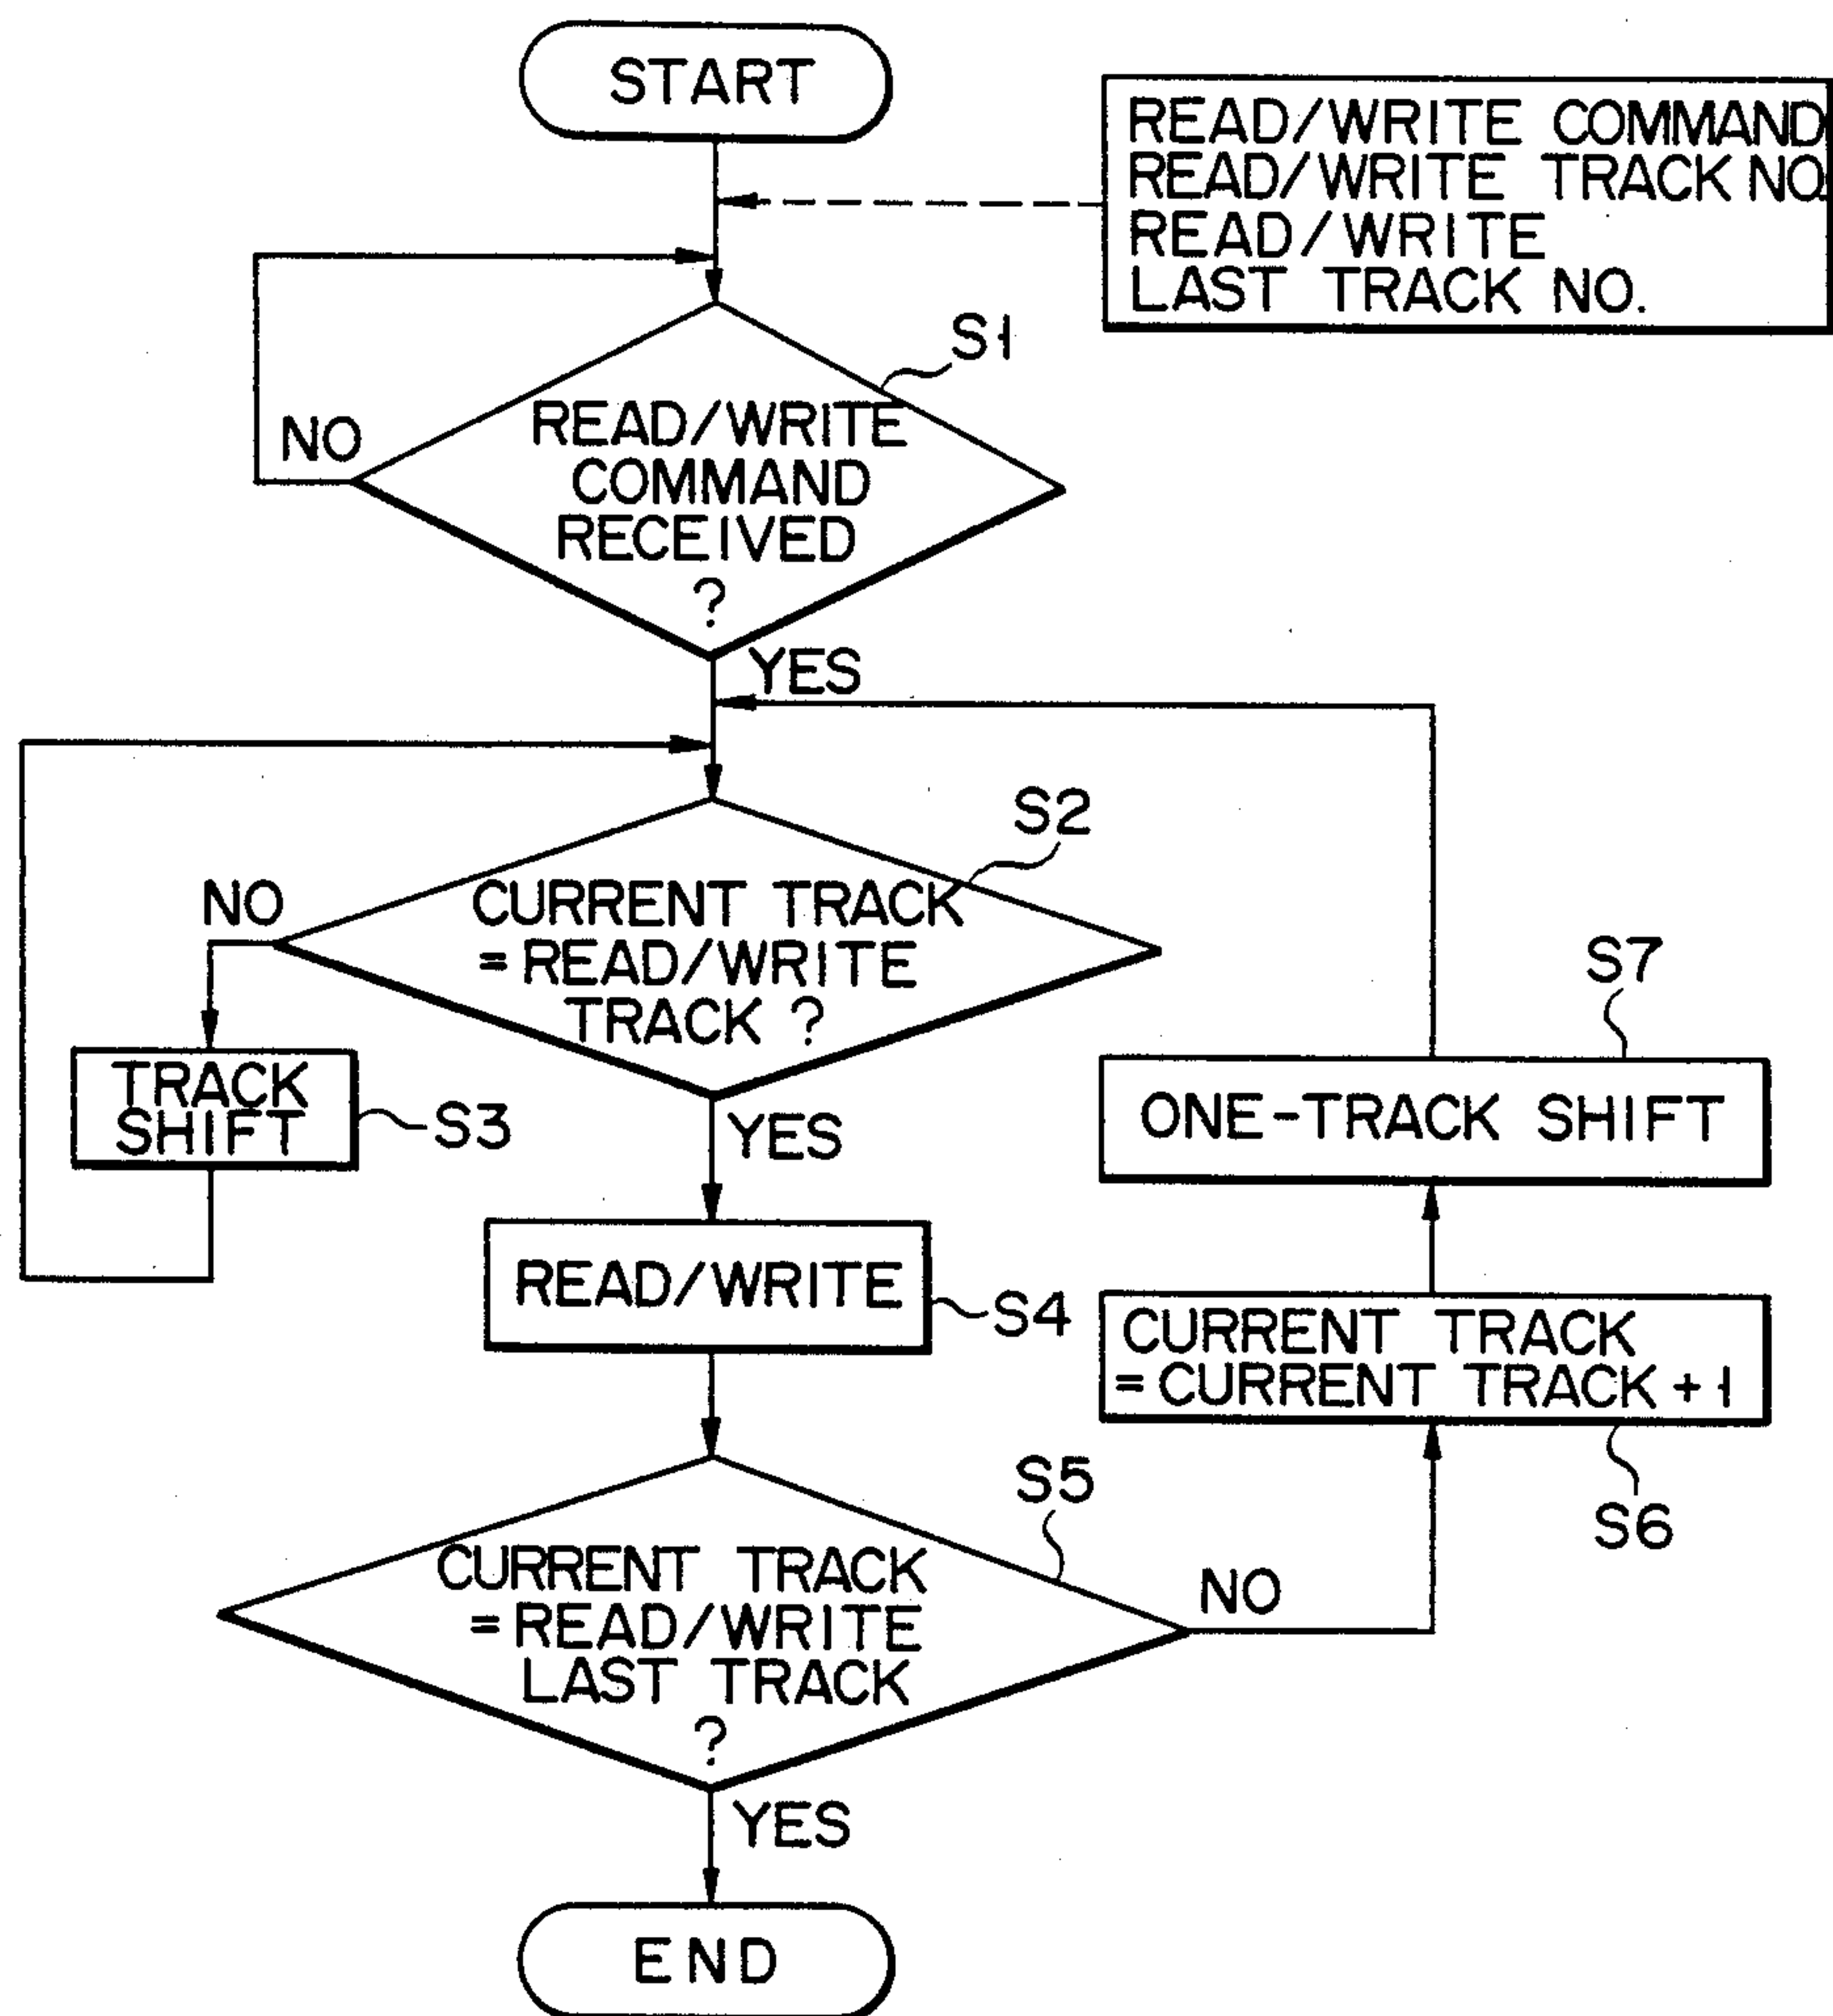 START
READ/WRITE COMMAND
READ/WRITE TRACK NO.
READ/WRITE
LAST TRACK NO.
S1
NO
READ/WRITE
COMMAND
RECEIVED
?
YES
S2
NO
CURRENT TRACK
= READ/WRITE
TRACK ?
S7
TRACK
SHIFT
S3
YES
ONE-TRACK SHIFT
READ/WRITE
S4
CURRENT TRACK
= CURRENT TRACK + 1
S5
S6
CURRENT TRACK
= READ/WRITE
LAST TRACK
?
NO
YES
END